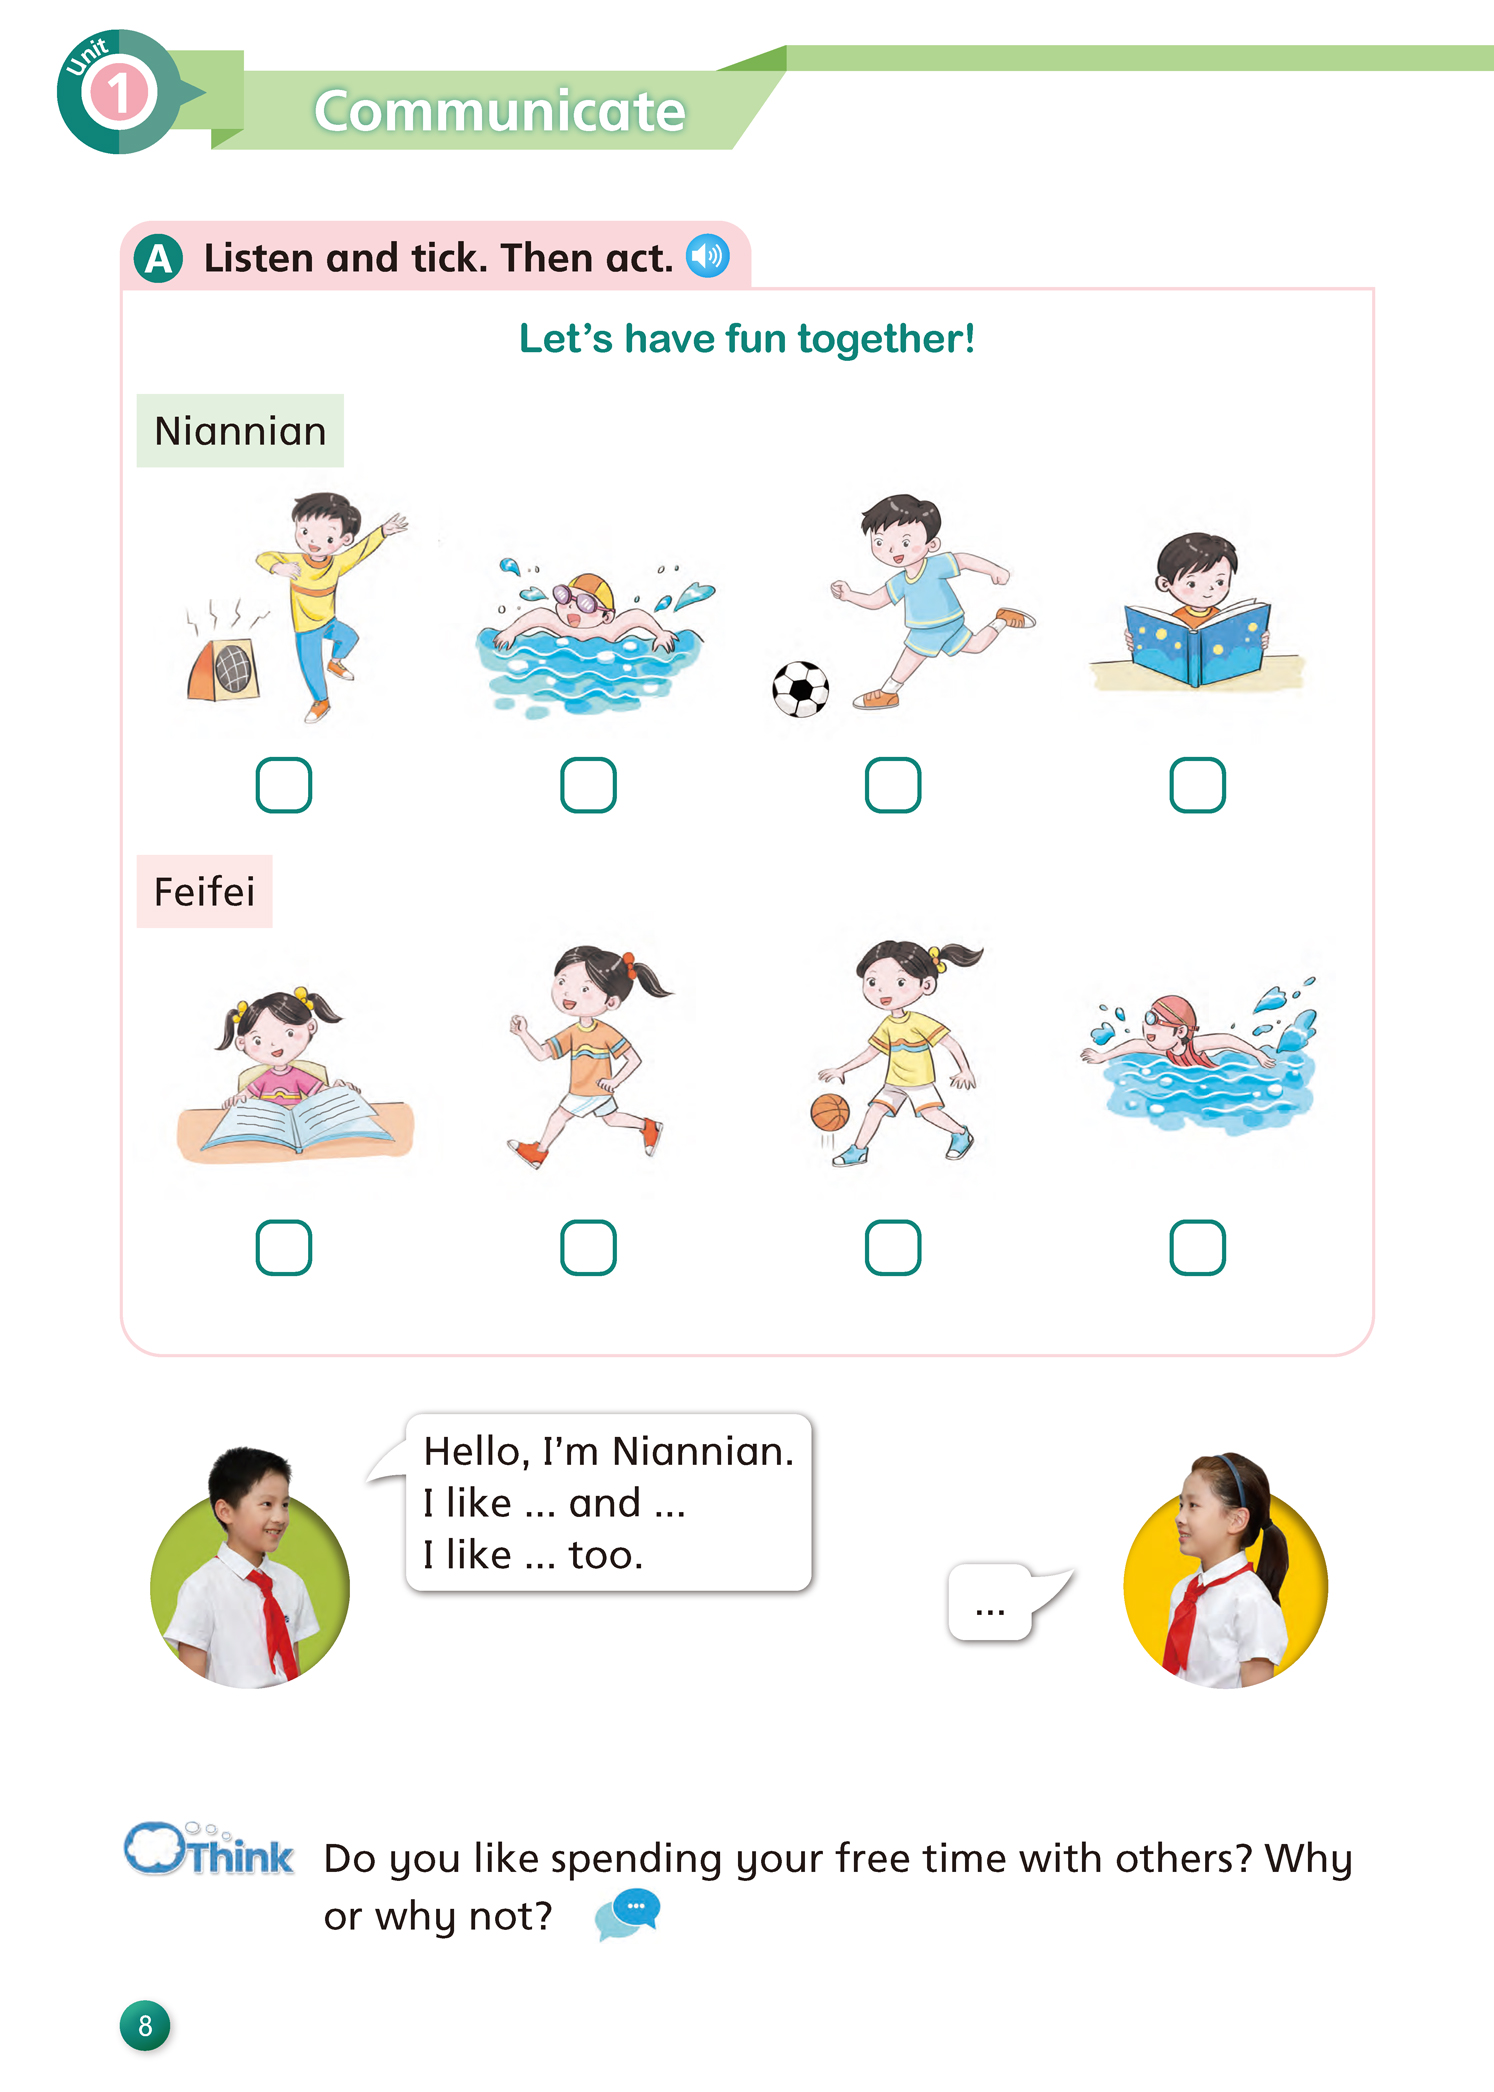 Unit
1
Communicate
A Listen and tick. Then act.
Let's have fun together!
Niannian
Feifei
Hello, I'm Niannian.
I like ... and ...
I like ... too.
...
Think Do you like spending your free time with others? Why
or why not?
8